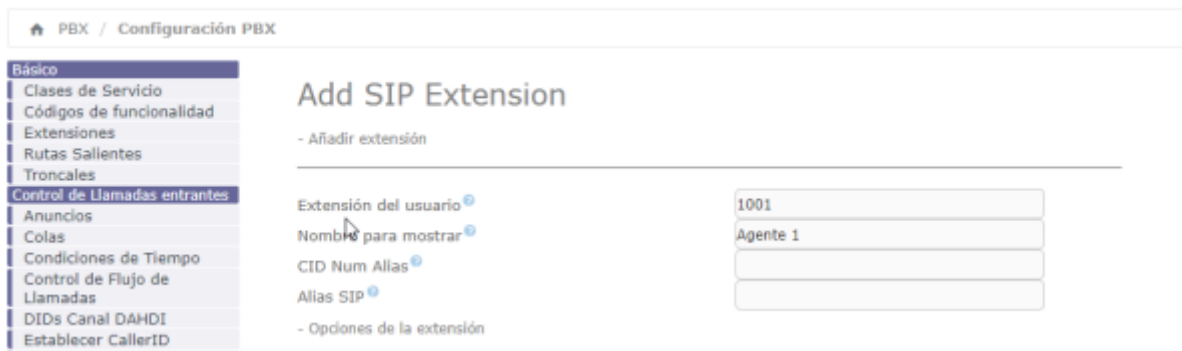 PBX / Configuración PBX
Básico
Clases de Servicio
Códigos de funcionalidad
Extensiones
Rutas Salientes
Troncales
Control de Llamadas entrantes
Anuncios
Colas
Condiciones de Tiempo
Control de Flujo de
Llamadas
DIDs Canal DAHDI
Establecer CallerID
Add SIP Extension
- Añadir extensión
Extensión del usuario 1001
Nombre para mostrar Agente 1
CID Num Alias
Alias SIP
- Opciones de la extensión